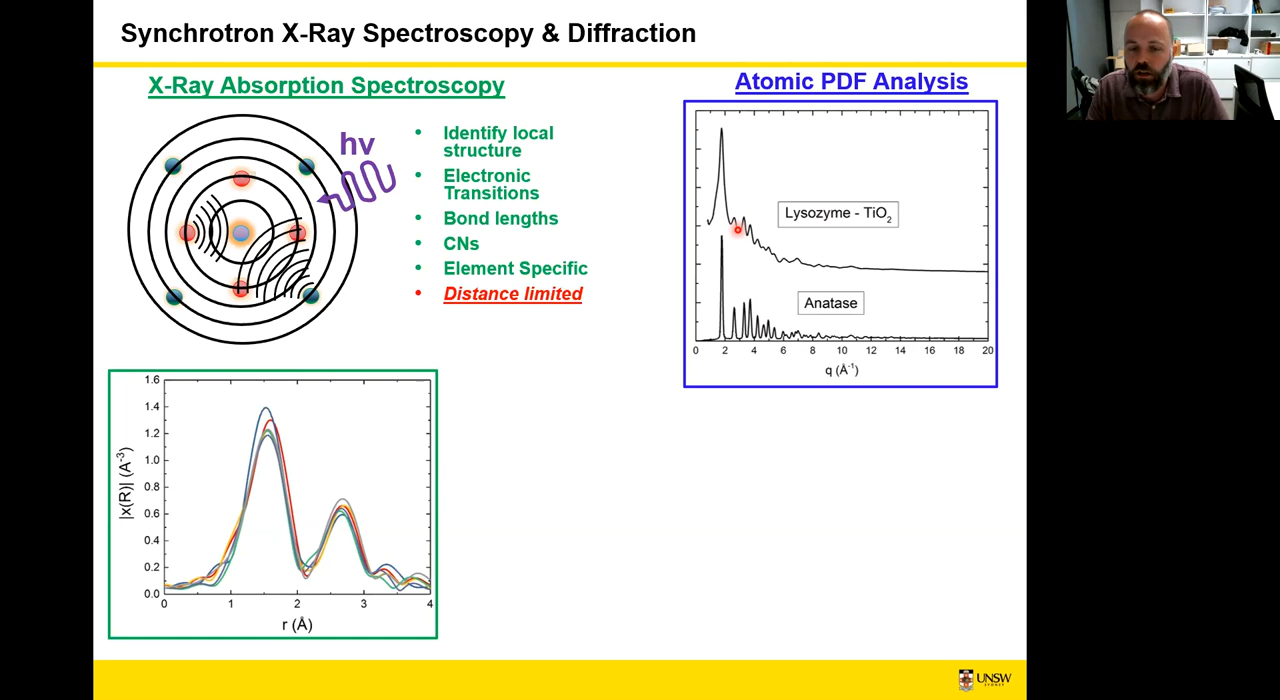 Synchrotron X-Ray Spectroscopy & Diffraction
X-Ray Absorption Spectroscopy
hν
• Identify local
structure
• Electronic
Transitions
• Bond lengths
• CNs
• Element Specific
• Distance limited
Atomic PDF Analysis
Lysozyme - TiO₂
Anatase
0 2 4 6 8 10 12 14 16 18 20
q (Å⁻¹)
1.6
1.4
1.2
1.0
0.8
0.6
0.4
0.2
0.0
|x(R)| (A⁻³)
0 1 2 3 4
r (Å)
UNSW
SYDNEY